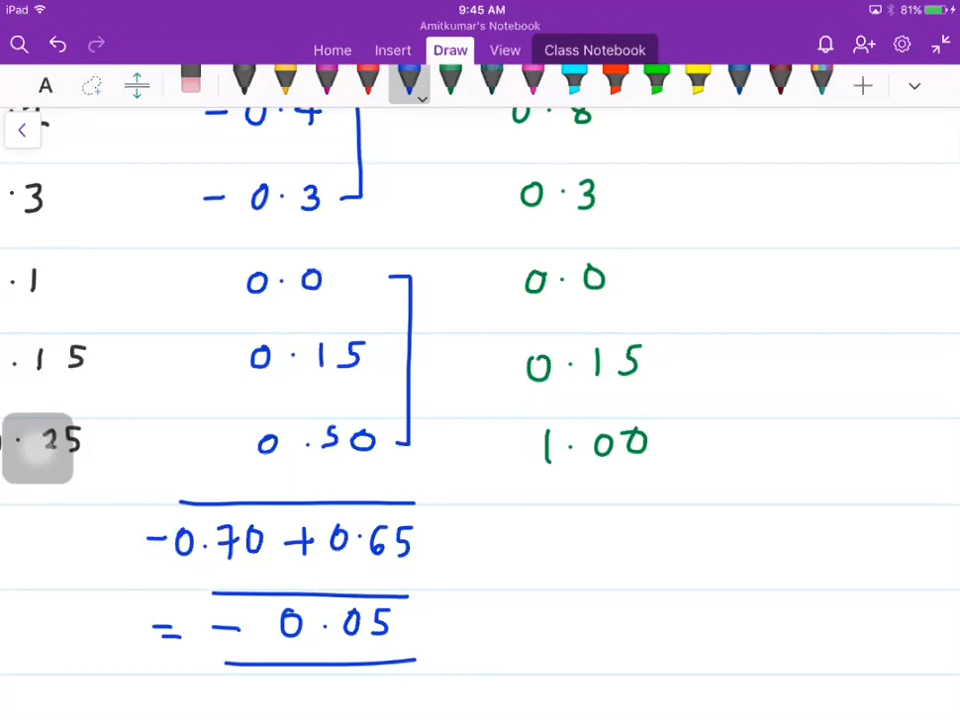 iPad 9:45 AM 81%
Amitkumar's Notebook
Home Insert Draw View Class Notebook
A
- 0.4 0.8
.3 - 0.3 0.3
.1 0.0 0.0
.15 0.15 0.15
0.25 0.50 1.00
-0.70 + 0.65
= - 0.05